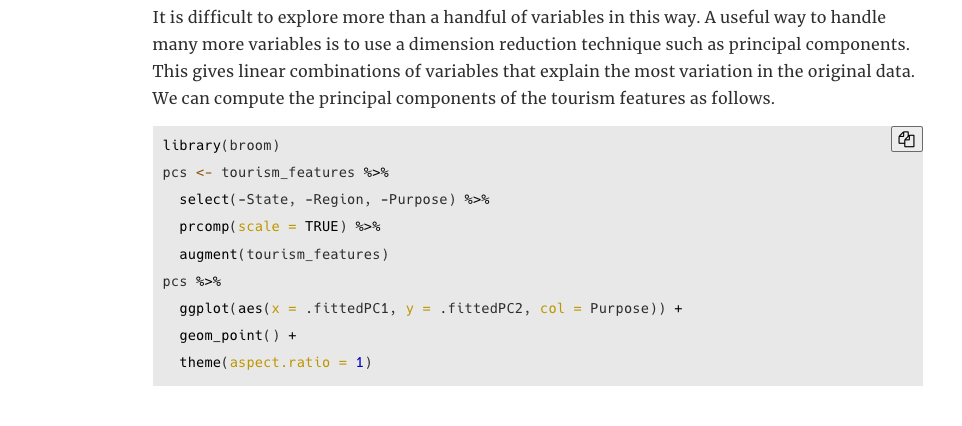 It is difficult to explore more than a handful of variables in this way. A useful way to handle
many more variables is to use a dimension reduction technique such as principal components.
This gives linear combinations of variables that explain the most variation in the original data.
We can compute the principal components of the tourism features as follows.
library(broom)
pcs <- tourism_features %>%
  select(-State, -Region, -Purpose) %>%
  prcomp(scale = TRUE) %>%
  augment(tourism_features)
pcs %>%
  ggplot(aes(x = .fittedPC1, y = .fittedPC2, col = Purpose)) +
  geom_point() +
  theme(aspect.ratio = 1)